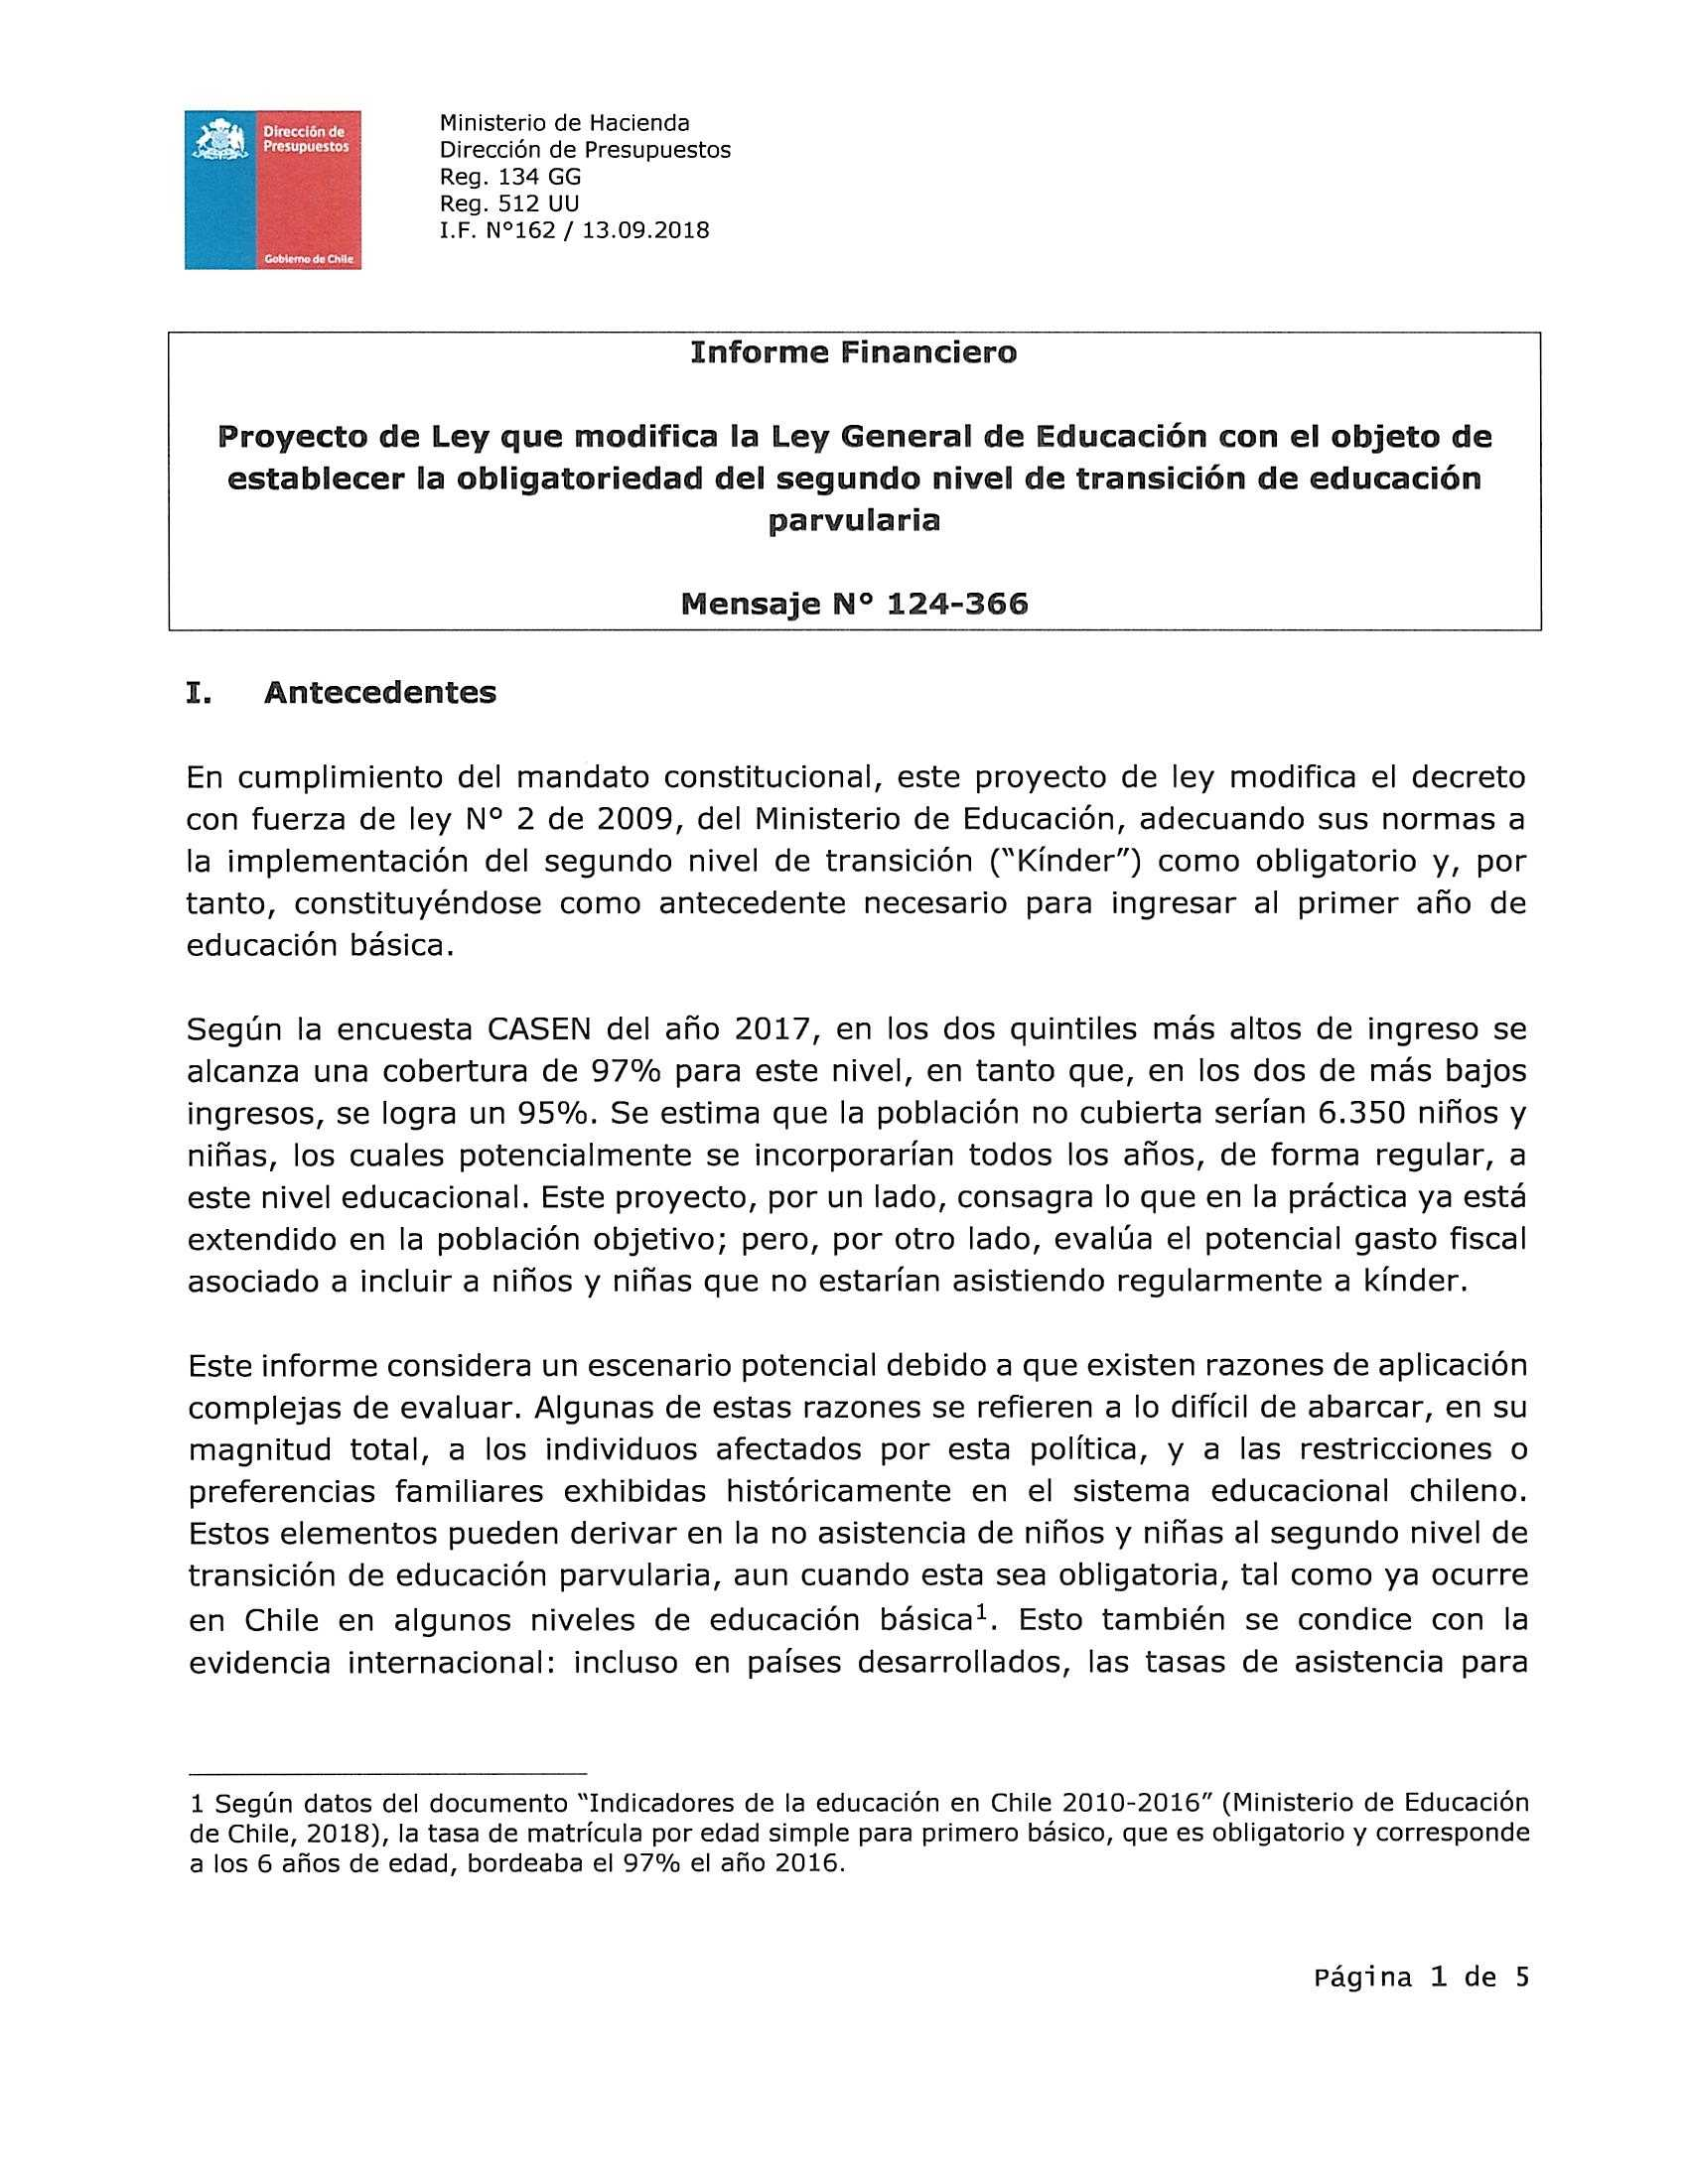 Dirección de
Presupuestos
Gobierno de Chile
Ministerio de Hacienda
Dirección de Presupuestos
Reg. 134 GG
Reg. 512 UU
I.F. N°162 / 13.09.2018
Informe Financiero
Proyecto de Ley que modifica la Ley General de Educación con el objeto de
establecer la obligatoriedad del segundo nivel de transición de educación
parvularia
Mensaje N° 124-366
I. Antecedentes
En cumplimiento del mandato constitucional, este proyecto de ley modifica el decreto
con fuerza de ley N° 2 de 2009, del Ministerio de Educación, adecuando sus normas a
la implementación del segundo nivel de transición ("Kínder") como obligatorio y, por
tanto, constituyéndose como antecedente necesario para ingresar al primer año de
educación básica.
Según la encuesta CASEN del año 2017, en los dos quintiles más altos de ingreso se
alcanza una cobertura de 97% para este nivel, en tanto que, en los dos de más bajos
ingresos, se logra un 95%. Se estima que la población no cubierta serían 6.350 niños y
niñas, los cuales potencialmente se incorporarían todos los años, de forma regular, a
este nivel educacional. Este proyecto, por un lado, consagra lo que en la práctica ya está
extendido en la población objetivo; pero, por otro lado, evalúa el potencial gasto fiscal
asociado a incluir a niños y niñas que no estarían asistiendo regularmente a kínder.
Este informe considera un escenario potencial debido a que existen razones de aplicación
complejas de evaluar. Algunas de estas razones se refieren a lo difícil de abarcar, en su
magnitud total, a los individuos afectados por esta política, y a las restricciones o
preferencias familiares exhibidas históricamente en el sistema educacional chileno.
Estos elementos pueden derivar en la no asistencia de niños y niñas al segundo nivel de
transición de educación parvularia, aun cuando esta sea obligatoria, tal como ya ocurre
en Chile en algunos niveles de educación básica¹. Esto también se condice con la
evidencia internacional: incluso en países desarrollados, las tasas de asistencia para
1 Según datos del documento "Indicadores de la educación en Chile 2010-2016" (Ministerio de Educación
de Chile, 2018), la tasa de matrícula por edad simple para primero básico, que es obligatorio y corresponde
a los 6 años de edad, bordeaba el 97% el año 2016.
Página 1 de 5